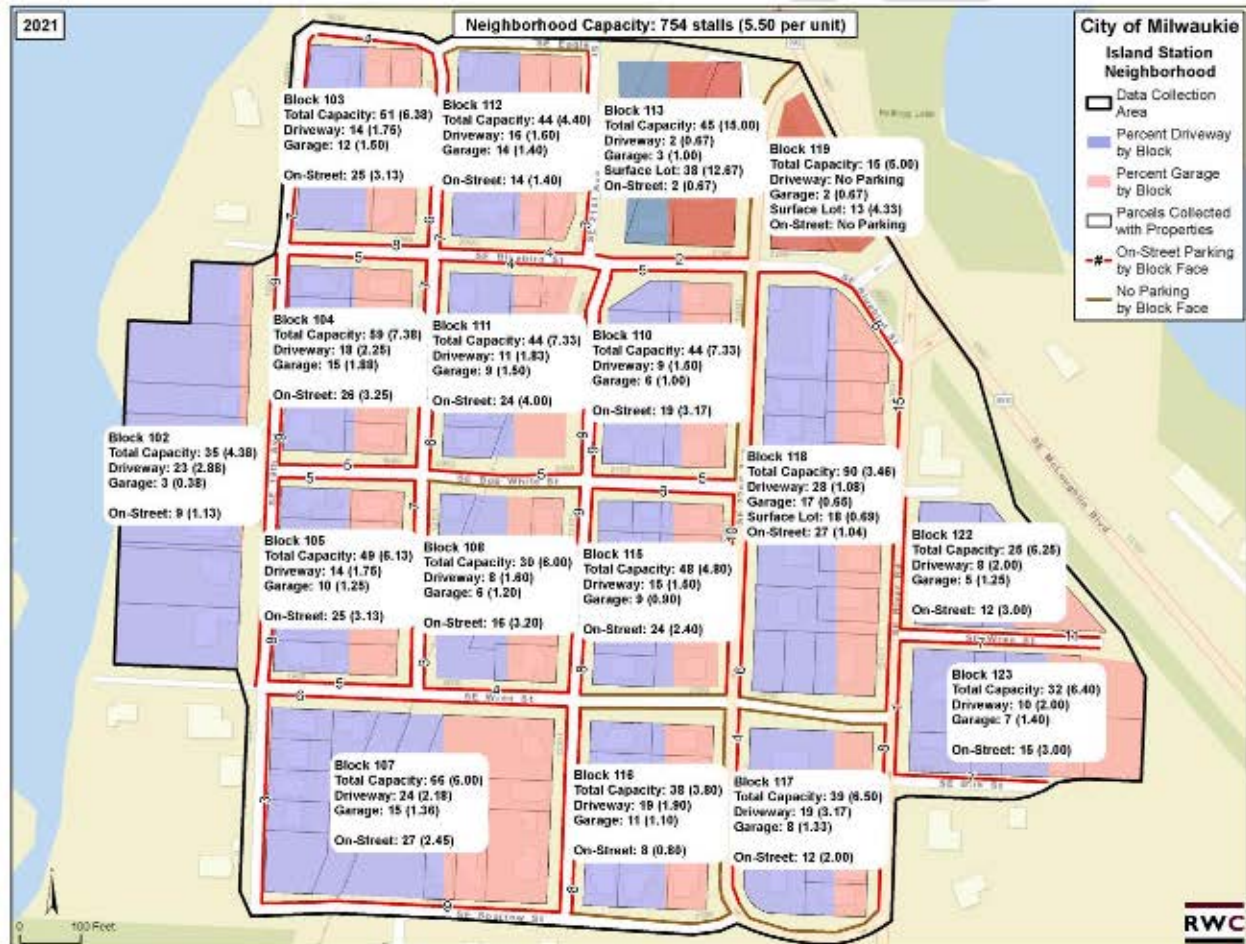 2021
Neighborhood Capacity: 754 stalls (5.50 per unit)
City of Milwaukie
Island Station
Neighborhood
Data Collection
Area
Percent Driveway
by Block
Percent Garage
by Block
Parcels Collected
with Properties
# On-Street Parking
by Block Face
No Parking
by Block Face
Block 103
Total Capacity: 51 (6.38)
Driveway: 14 (1.75)
Garage: 12 (1.50)
On-Street: 25 (3.13)
Block 112
Total Capacity: 44 (4.40)
Driveway: 16 (1.60)
Garage: 14 (1.40)
On-Street: 14 (1.40)
Block 113
Total Capacity: 45 (15.00)
Driveway: 2 (0.67)
Garage: 3 (1.00)
Surface Lot: 38 (12.67)
On-Street: 2 (0.67)
Block 119
Total Capacity: 15 (5.00)
Driveway: No Parking
Garage: 2 (0.67)
Surface Lot: 13 (4.33)
On-Street: No Parking
Block 104
Total Capacity: 59 (7.38)
Driveway: 18 (2.25)
Garage: 15 (1.88)
On-Street: 26 (3.25)
Block 111
Total Capacity: 44 (7.33)
Driveway: 11 (1.83)
Garage: 9 (1.50)
On-Street: 24 (4.00)
Block 110
Total Capacity: 44 (7.33)
Driveway: 9 (1.50)
Garage: 6 (1.00)
On-Street: 19 (3.17)
Block 102
Total Capacity: 35 (4.38)
Driveway: 23 (2.88)
Garage: 3 (0.38)
On-Street: 9 (1.13)
Block 118
Total Capacity: 90 (3.46)
Driveway: 28 (1.08)
Garage: 17 (0.65)
Surface Lot: 18 (0.69)
On-Street: 27 (1.04)
Block 105
Total Capacity: 49 (6.13)
Driveway: 14 (1.75)
Garage: 10 (1.25)
On-Street: 25 (3.13)
Block 108
Total Capacity: 30 (6.00)
Driveway: 8 (1.60)
Garage: 6 (1.20)
On-Street: 16 (3.20)
Block 115
Total Capacity: 48 (4.80)
Driveway: 15 (1.50)
Garage: 9 (0.90)
On-Street: 24 (2.40)
Block 122
Total Capacity: 25 (6.25)
Driveway: 8 (2.00)
Garage: 5 (1.25)
On-Street: 12 (3.00)
Block 123
Total Capacity: 32 (6.40)
Driveway: 10 (2.00)
Garage: 7 (1.40)
On-Street: 15 (3.00)
Block 107
Total Capacity: 66 (6.00)
Driveway: 24 (2.18)
Garage: 15 (1.36)
On-Street: 27 (2.45)
Block 116
Total Capacity: 38 (3.80)
Driveway: 19 (1.90)
Garage: 11 (1.10)
On-Street: 8 (0.80)
Block 117
Total Capacity: 39 (6.50)
Driveway: 19 (3.17)
Garage: 8 (1.33)
On-Street: 12 (2.00)
SE Eagle
SE 21st Ave
SE Bluebird St
SE Bluebird St
SE 19th Ave
SE Bob White St
SE Wren St
SE Wren St
SE Sparrow St
SE McLoughlin Blvd
Kellogg Lake
0 100 Feet
RWC